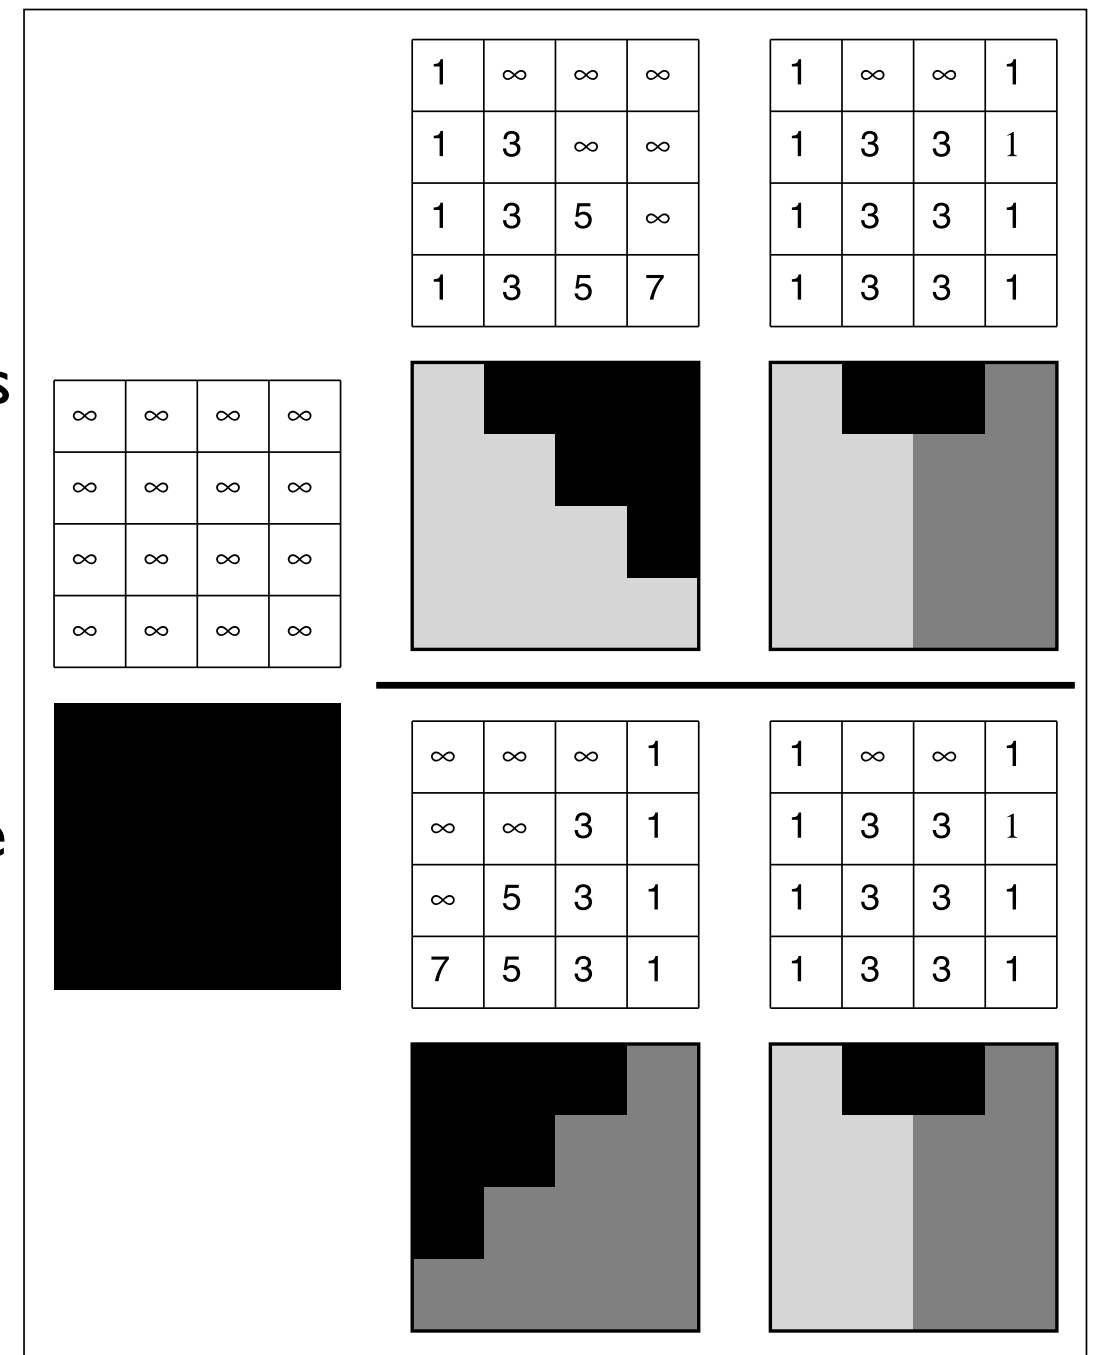 1 ∞ ∞ ∞
1 3 ∞ ∞
1 3 5 ∞
1 3 5 7
1 ∞ ∞ 1
1 3 3 1
1 3 3 1
1 3 3 1
s
∞ ∞ ∞ ∞
∞ ∞ ∞ ∞
∞ ∞ ∞ ∞
∞ ∞ ∞ ∞
e
∞ ∞ ∞ 1
∞ ∞ 3 1
∞ 5 3 1
7 5 3 1
1 ∞ ∞ 1
1 3 3 1
1 3 3 1
1 3 3 1